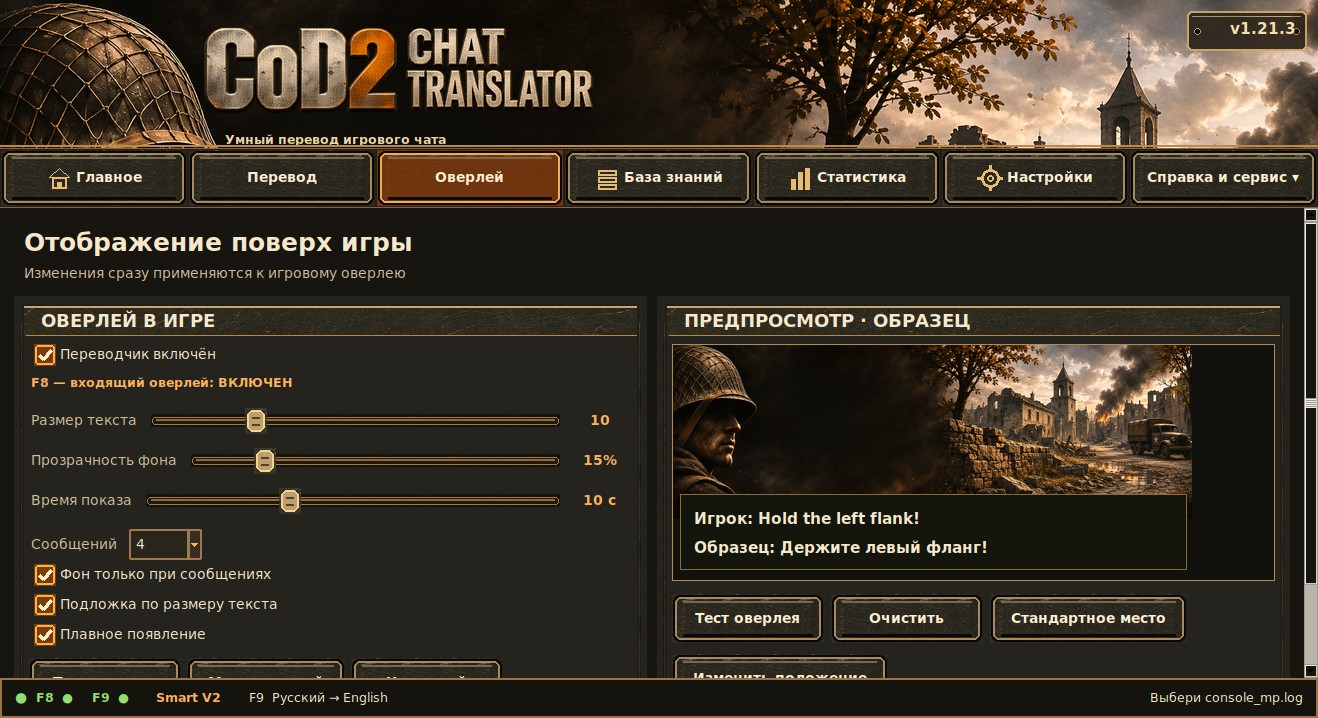 CoD2 CHAT TRANSLATOR
v1.21.3
Умный перевод игрового чата
Главное
Перевод
Оверлей
База знаний
Статистика
Настройки
Справка и сервис ▾
Отображение поверх игры
Изменения сразу применяются к игровому оверлею
ОВЕРЛЕЙ В ИГРЕ
Переводчик включён
F8 — входящий оверлей: ВКЛЮЧЕН
Размер текста 10
Прозрачность фона 15%
Время показа 10 с
Сообщений 4
Фон только при сообщениях
Подложка по размеру текста
Плавное появление
ПРЕДПРОСМОТР · ОБРАЗЕЦ
Игрок: Hold the left flank!
Образец: Держите левый фланг!
Тест оверлея
Очистить
Стандартное место
Изменить положение
F8 F9 Smart V2 F9 Русский → English
Выбери console_mp.log